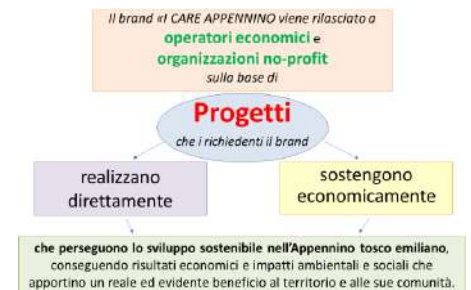 Il brand «I CARE APPENNINO viene rilasciato a
operatori economici e
organizzazioni no-profit
sulla base di
Progetti
che i richiedenti il brand
realizzano
direttamente
sostengono
economicamente
che perseguono lo sviluppo sostenibile nell'Appennino tosco emiliano,
conseguendo risultati economici e impatti ambientali e sociali che
apportino un reale ed evidente beneficio al territorio e alle sue comunità.